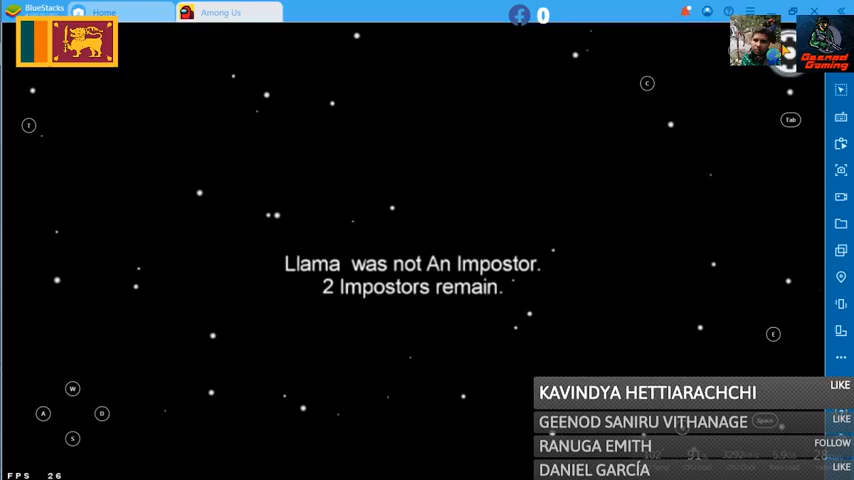 BlueStacks
Home
Among Us
0
Geenod
Gaming
T
C
Tab
Llama was not An Impostor.
2 Impostors remain.
E
W
A
D
S
Space
KAVINDYA HETTIARACHCHI LIKE
GEENOD SANIRU VITHANAGE LIKE
RANUGA EMITH FOLLOW
DANIEL GARCÍA LIKE
FPS 26